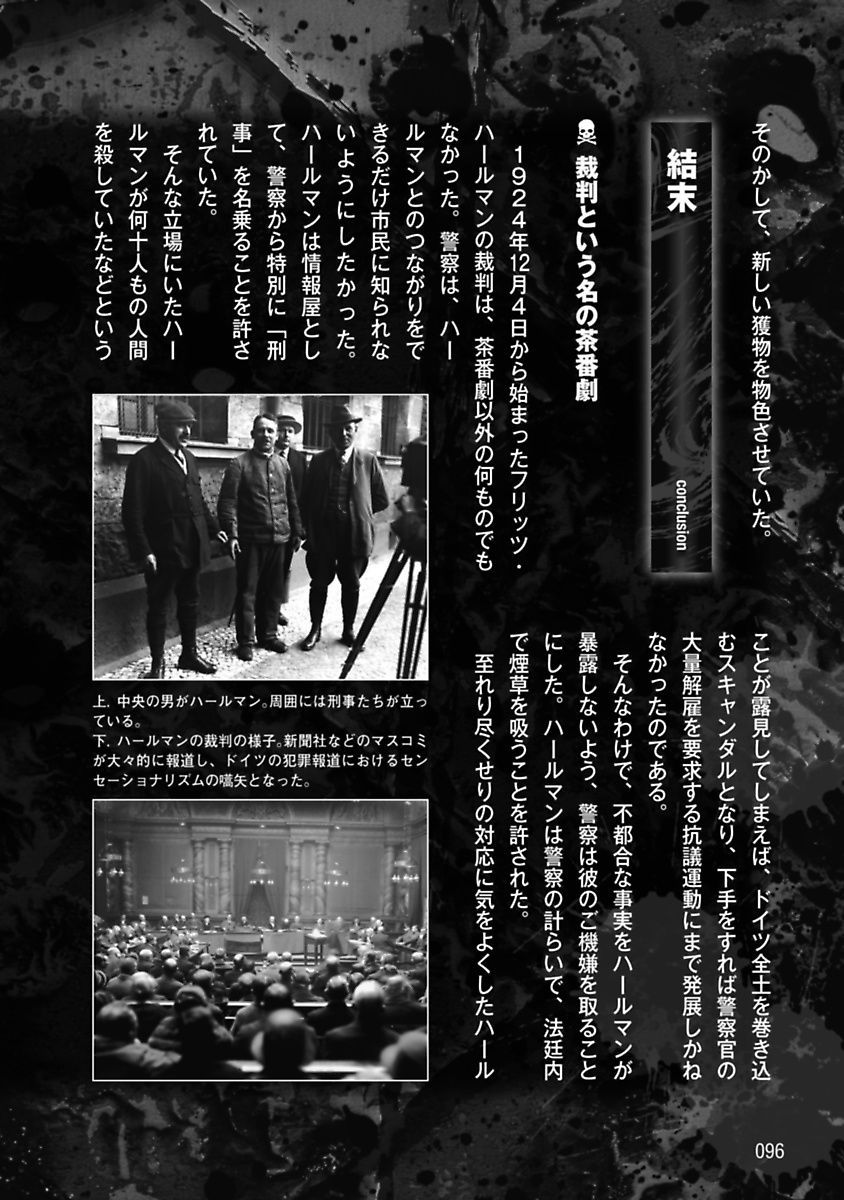 そのかして、新しい獲物を物色させていた。
結末
conclusion
裁判という名の茶番劇
１９２４年12月４日から始まったフリッツ・
ハールマンの裁判は、茶番劇以外の何ものでも
なかった。警察は、ハー
ルマンとのつながりをで
きるだけ市民に知られな
いようにしたかった。
ハールマンは情報屋とし
て、警察から特別に「刑
事」を名乗ることを許さ
れていた。
そんな立場にいたハー
ルマンが何十人もの人間
を殺していたなどという
ことが露見してしまえば、ドイツ全土を巻き込
むスキャンダルとなり、下手をすれば警察官の
大量解雇を要求する抗議運動にまで発展しかね
なかったのである。
そんなわけで、不都合な事実をハールマンが
暴露しないよう、警察は彼のご機嫌を取ること
にした。ハールマンは警察の計らいで、法廷内
で煙草を吸うことを許された。
至れり尽くせりの対応に気をよくしたハール
上. 中央の男がハールマン。周囲には刑事たちが立っ
ている。
下. ハールマンの裁判の様子。新聞社などのマスコミ
が大々的に報道し、ドイツの犯罪報道におけるセン
セーショナリズムの嚆矢となった。
096